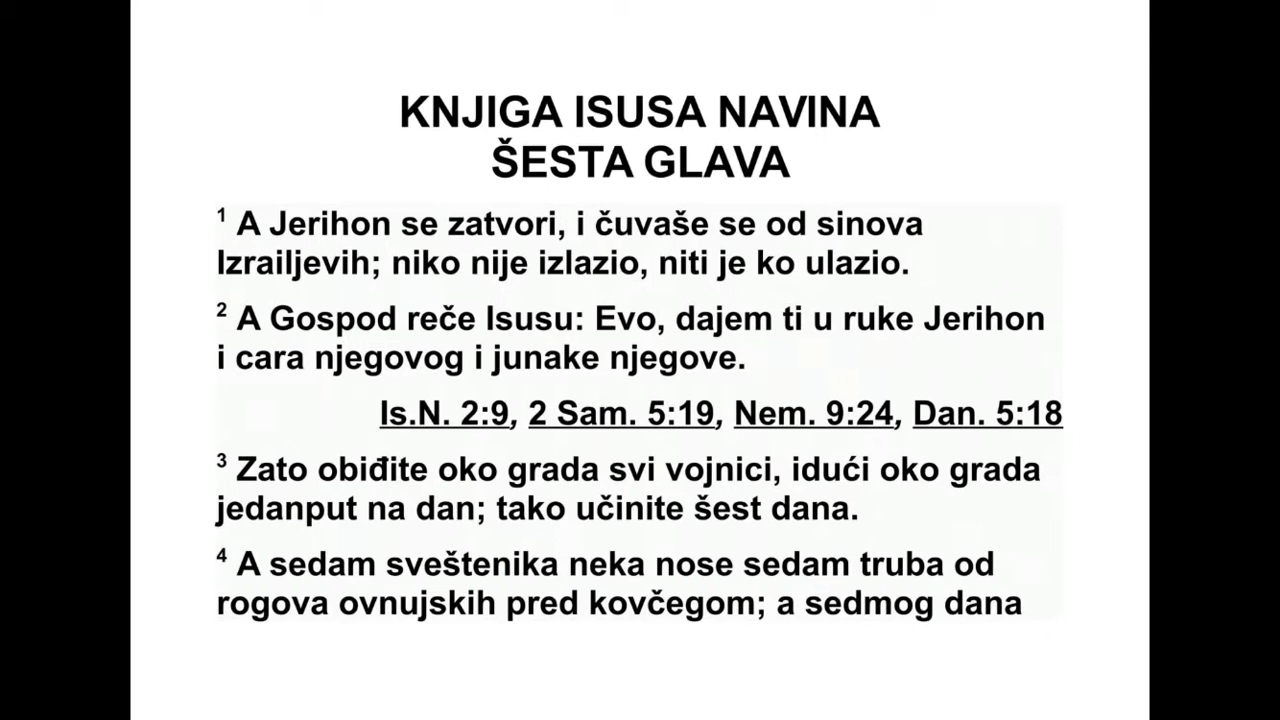 KNJIGA ISUSA NAVINA
ŠESTA GLAVA
1 A Jerihon se zatvori, i čuvaše se od sinova
Izrailjevih; niko nije izlazio, niti je ko ulazio.
2 A Gospod reče Isusu: Evo, dajem ti u ruke Jerihon
i cara njegovog i junake njegove.
Is.N. 2:9, 2 Sam. 5:19, Nem. 9:24, Dan. 5:18
3 Zato obiđite oko grada svi vojnici, idući oko grada
jedanput na dan; tako učinite šest dana.
4 A sedam sveštenika neka nose sedam truba od
rogova ovnujskih pred kovčegom; a sedmog dana